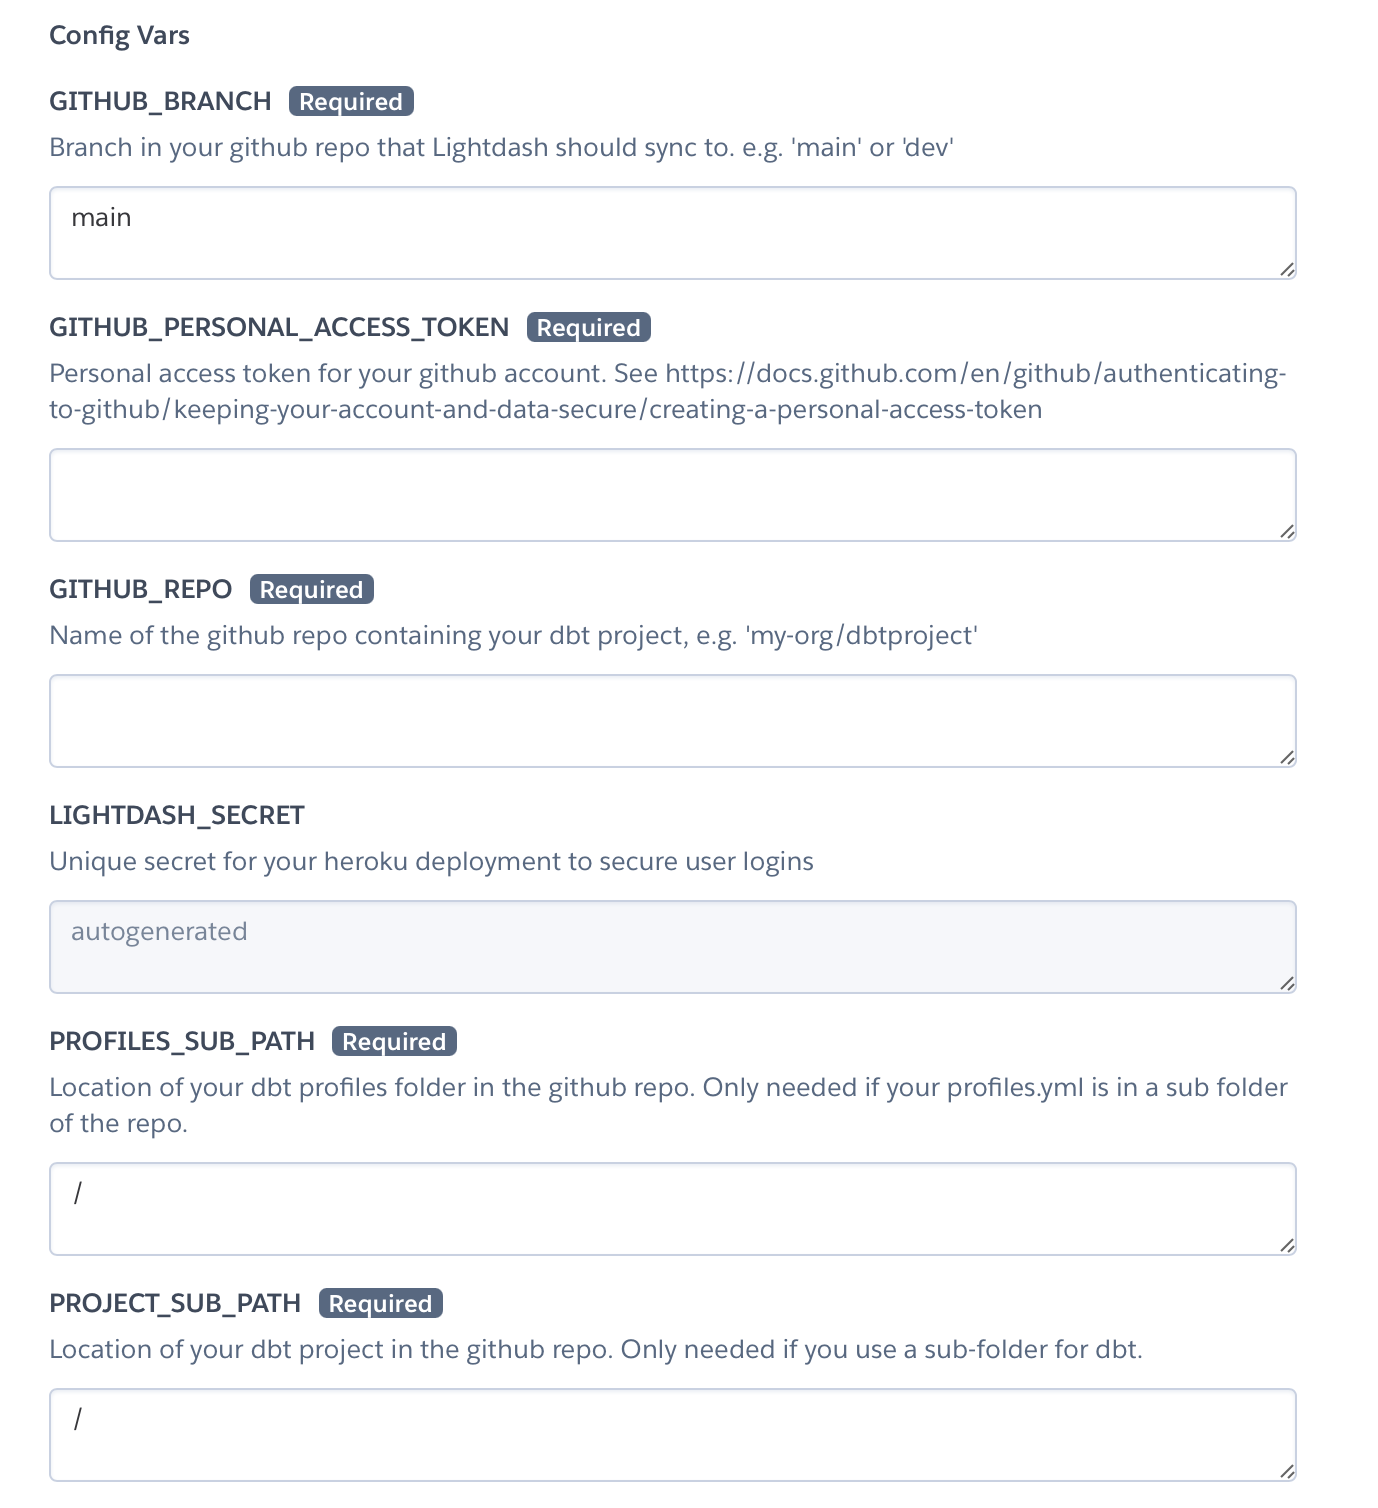 Config Vars
GITHUB_BRANCH Required
Branch in your github repo that Lightdash should sync to. e.g. 'main' or 'dev'
main
GITHUB_PERSONAL_ACCESS_TOKEN Required
Personal access token for your github account. See https://docs.github.com/en/github/authenticating-
to-github/keeping-your-account-and-data-secure/creating-a-personal-access-token
GITHUB_REPO Required
Name of the github repo containing your dbt project, e.g. 'my-org/dbtproject'
LIGHTDASH_SECRET
Unique secret for your heroku deployment to secure user logins
autogenerated
PROFILES_SUB_PATH Required
Location of your dbt profiles folder in the github repo. Only needed if your profiles.yml is in a sub folder
of the repo.
/
PROJECT_SUB_PATH Required
Location of your dbt project in the github repo. Only needed if you use a sub-folder for dbt.
/